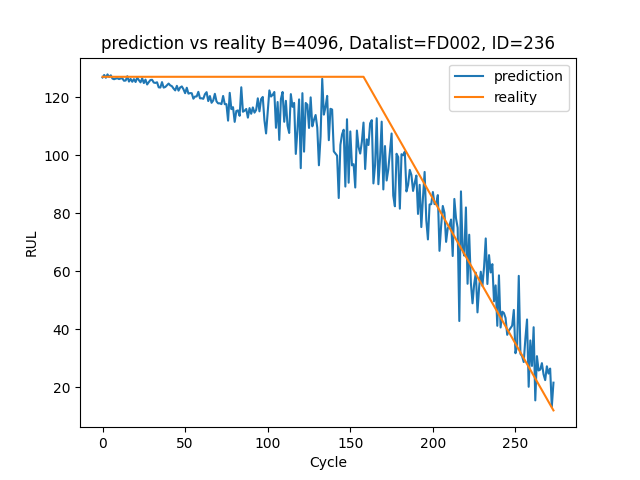 prediction vs reality B=4096, Datalist=FD002, ID=236
prediction
reality
RUL
120
100
80
60
40
20
0 50 100 150 200 250
Cycle